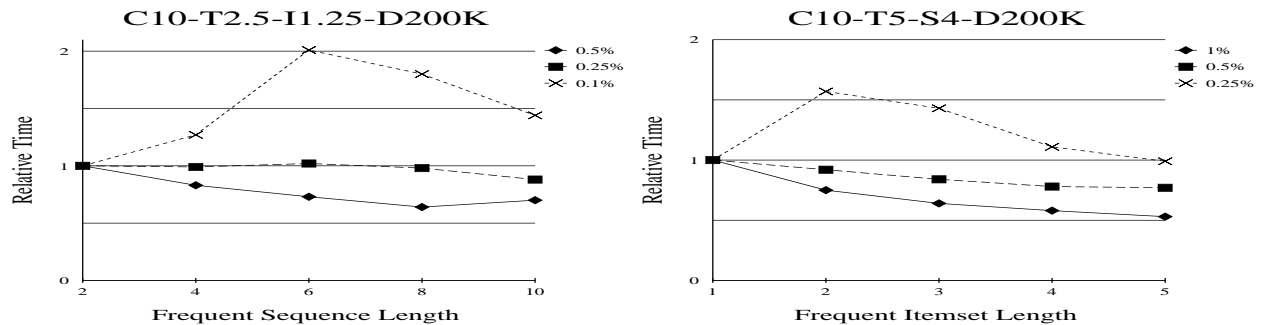 C10-T2.5-I1.25-D200K
2
1
0
Relative Time
0.5%
0.25%
0.1%
2 4 6 8 10
Frequent Sequence Length
C10-T5-S4-D200K
2
1
0
Relative Time
1%
0.5%
0.25%
1 2 3 4 5
Frequent Itemset Length